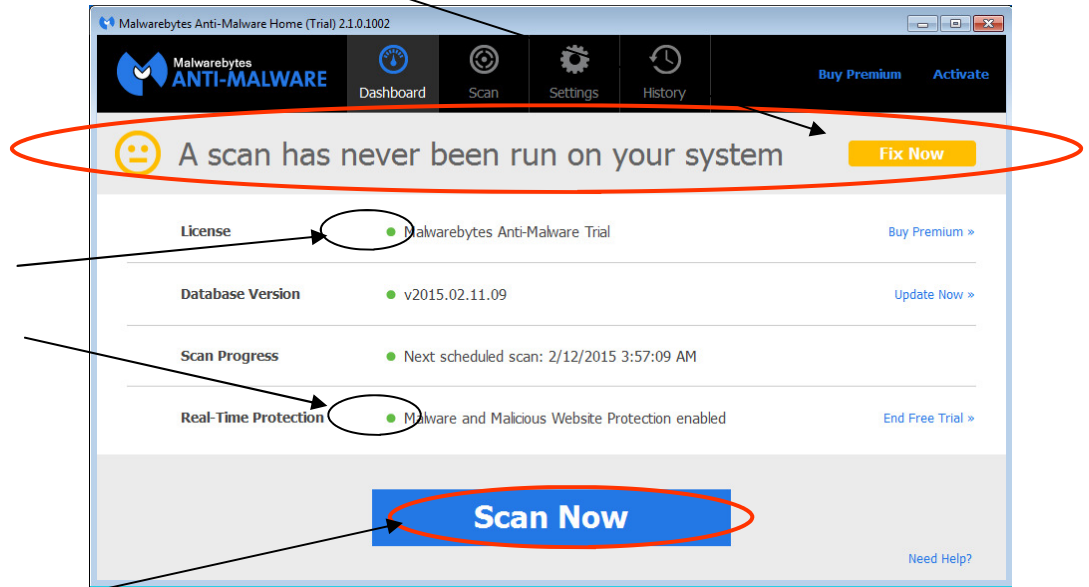 Malwarebytes Anti-Malware Home (Trial) 2.1.0.1002
Malwarebytes
ANTI-MALWARE
Dashboard
Scan
Settings
History
Buy Premium
Activate
A scan has never been run on your system
Fix Now
License
Malwarebytes Anti-Malware Trial
Buy Premium »
Database Version
v2015.02.11.09
Update Now »
Scan Progress
Next scheduled scan: 2/12/2015 3:57:09 AM
Real-Time Protection
Malware and Malicious Website Protection enabled
End Free Trial »
Scan Now
Need Help?